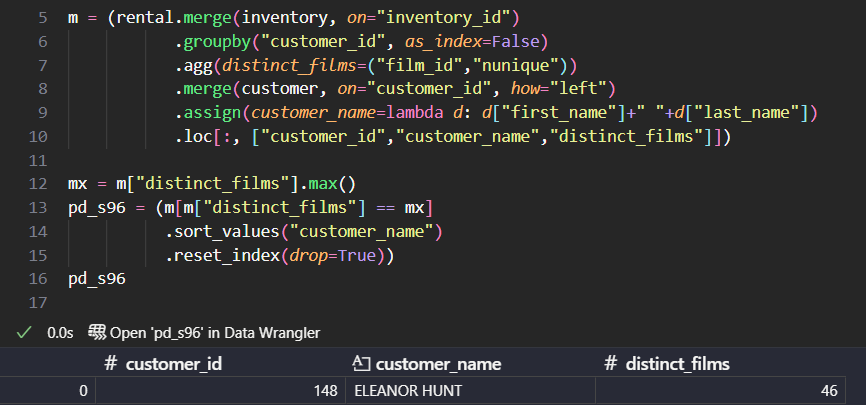 5 m = (rental.merge(inventory, on="inventory_id")
6 .groupby("customer_id", as_index=False)
7 .agg(distinct_films=("film_id","nunique"))
8 .merge(customer, on="customer_id", how="left")
9 .assign(customer_name=lambda d: d["first_name"]+" "+d["last_name"])
10 .loc[:, ["customer_id","customer_name","distinct_films"]])
11
12 mx = m["distinct_films"].max()
13 pd_s96 = (m[m["distinct_films"] == mx]
14 .sort_values("customer_name")
15 .reset_index(drop=True))
16 pd_s96
17
0.0s Open 'pd_s96' in Data Wrangler
# customer_id A customer_name # distinct_films
0 148 ELEANOR HUNT 46